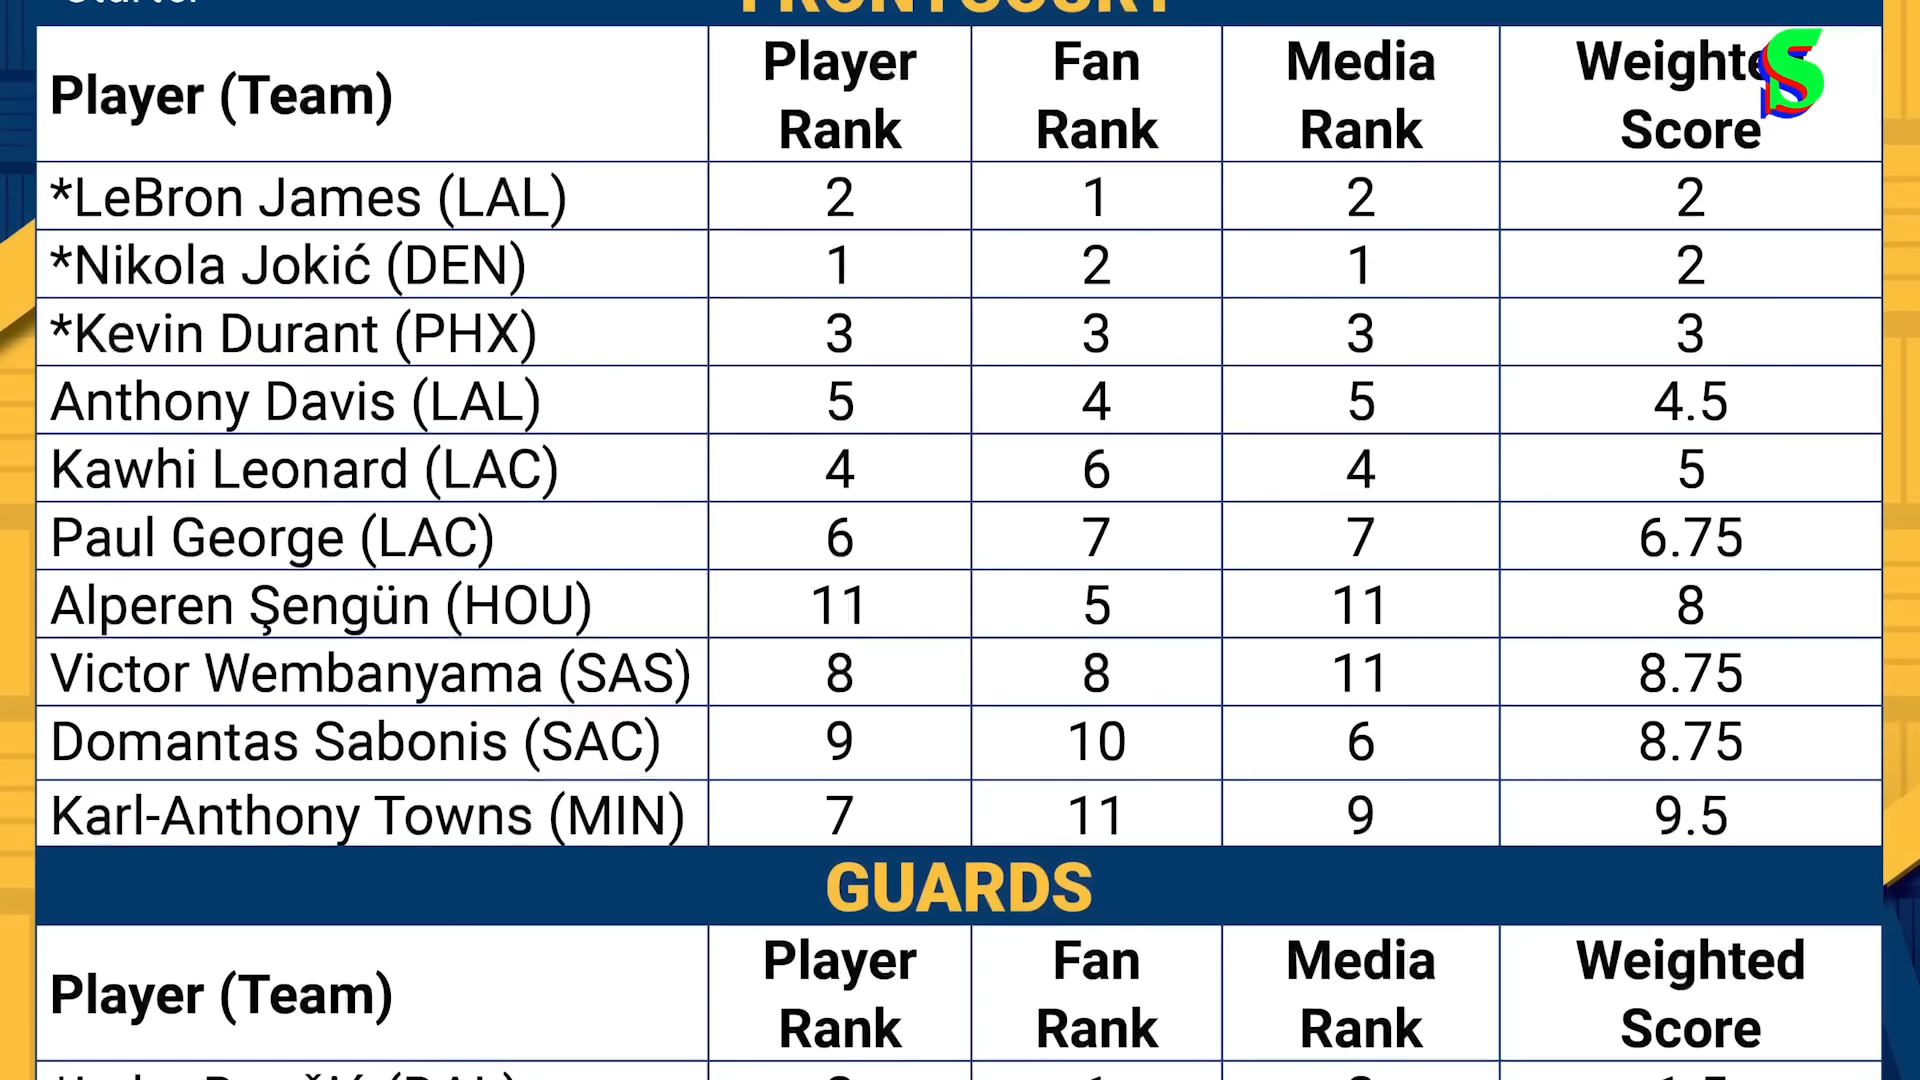 Starter
FRONTCOURT
Player (Team) Player Rank Fan Rank Media Rank Weighted Score
S
*LeBron James (LAL) 2 1 2 2
*Nikola Jokić (DEN) 1 2 1 2
*Kevin Durant (PHX) 3 3 3 3
Anthony Davis (LAL) 5 4 5 4.5
Kawhi Leonard (LAC) 4 6 4 5
Paul George (LAC) 6 7 7 6.75
Alperen Şengün (HOU) 11 5 11 8
Victor Wembanyama (SAS) 8 8 11 8.75
Domantas Sabonis (SAC) 9 10 6 8.75
Karl-Anthony Towns (MIN) 7 11 9 9.5
GUARDS
Player (Team) Player Rank Fan Rank Media Rank Weighted Score